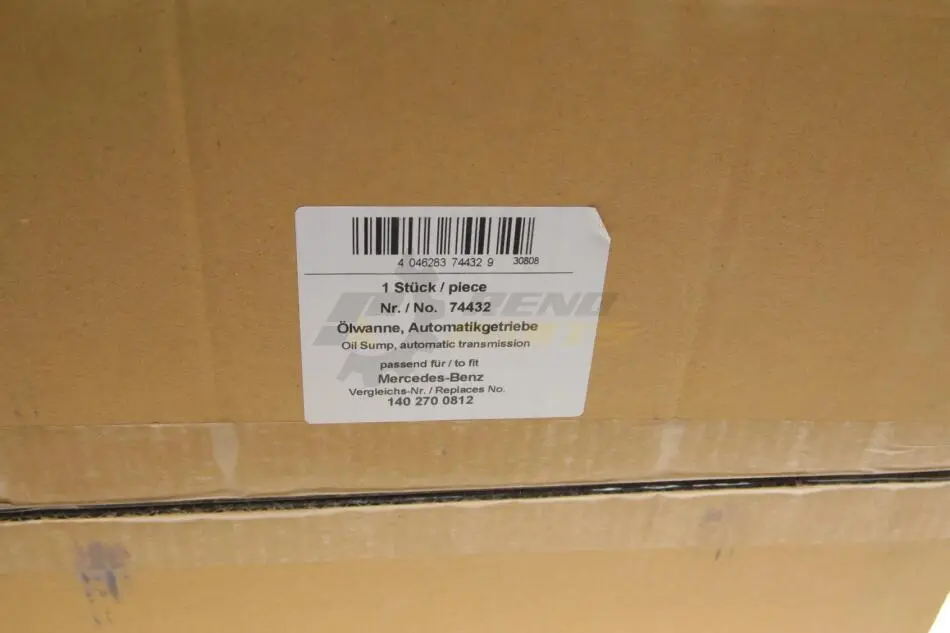 4 046283 74432 9
30808
1 Stück / piece
Nr. / No. 74432
Ölwanne, Automatikgetriebe
Oil Sump, automatic transmission
passend für / to fit
Mercedes-Benz
Vergleichs-Nr. / Replaces No.
140 270 0812